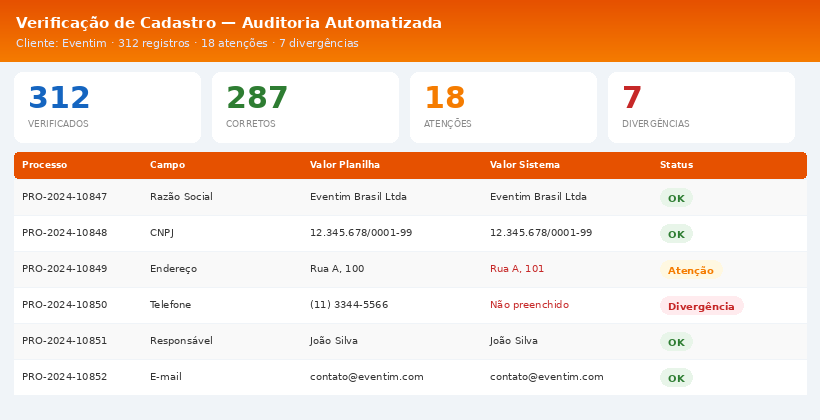 Verificação de Cadastro — Auditoria Automatizada
Cliente: Eventim · 312 registros · 18 atenções · 7 divergências
312 287 18 7
VERIFICADOS CORRETOS ATENÇÕES DIVERGÊNCIAS
Processo Campo Valor Planilha Valor Sistema Status
PRO-2024-10847 Razão Social Eventim Brasil Ltda Eventim Brasil Ltda OK
PRO-2024-10848 CNPJ 12.345.678/0001-99 12.345.678/0001-99 OK
PRO-2024-10849 Endereço Rua A, 100 Rua A, 101 Atenção
PRO-2024-10850 Telefone (11) 3344-5566 Não preenchido Divergência
PRO-2024-10851 Responsável João Silva João Silva OK
PRO-2024-10852 E-mail contato@eventim.com contato@eventim.com OK